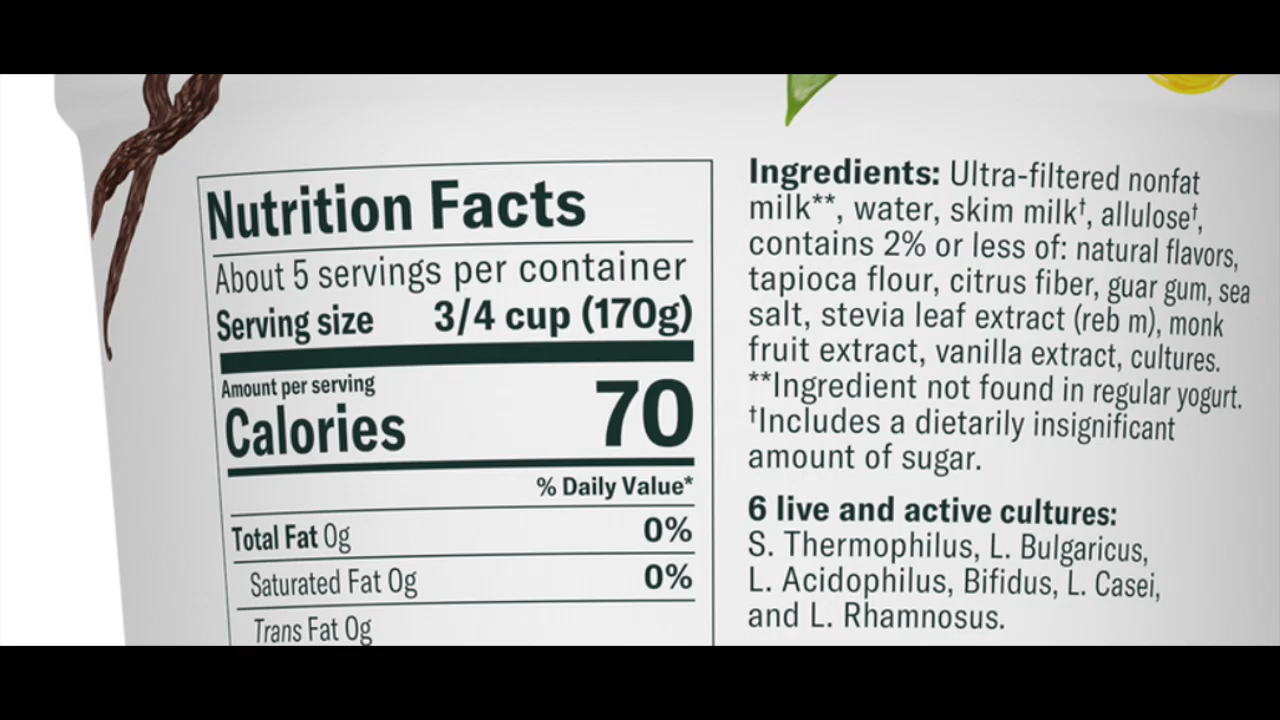 Nutrition Facts
About 5 servings per container
Serving size 3/4 cup (170g)
Amount per serving
Calories 70
% Daily Value*
Total Fat 0g 0%
Saturated Fat 0g 0%
Trans Fat 0g
Ingredients: Ultra-filtered nonfat
milk**, water, skim milk†, allulose†,
contains 2% or less of: natural flavors,
tapioca flour, citrus fiber, guar gum, sea
salt, stevia leaf extract (reb m), monk
fruit extract, vanilla extract, cultures.
**Ingredient not found in regular yogurt.
†Includes a dietarily insignificant
amount of sugar.
6 live and active cultures:
S. Thermophilus, L. Bulgaricus,
L. Acidophilus, Bifidus, L. Casei,
and L. Rhamnosus.